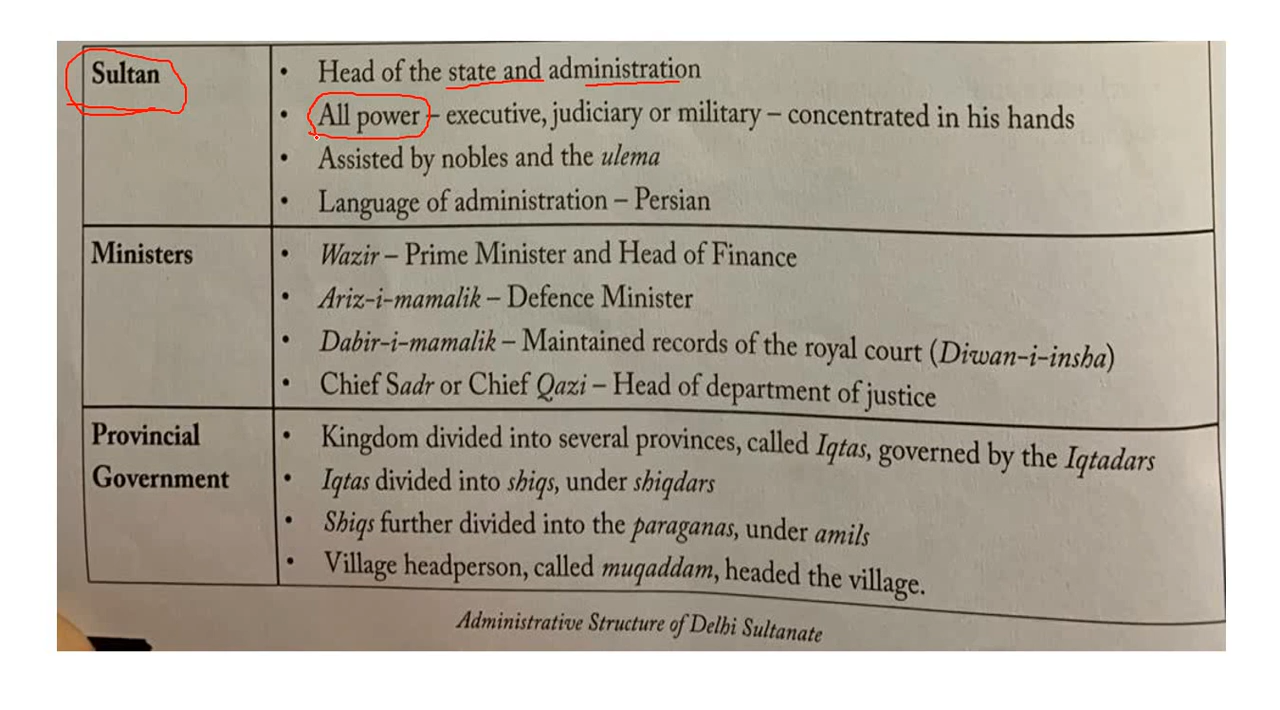 Sultan
• Head of the state and administration
• All power – executive, judiciary or military – concentrated in his hands
• Assisted by nobles and the ulema
• Language of administration – Persian
Ministers
• Wazir – Prime Minister and Head of Finance
• Ariz-i-mamalik – Defence Minister
• Dabir-i-mamalik – Maintained records of the royal court (Diwan-i-insha)
• Chief Sadr or Chief Qazi – Head of department of justice
Provincial
Government
• Kingdom divided into several provinces, called Iqtas, governed by the Iqtadars
• Iqtas divided into shiqs, under shiqdars
• Shiqs further divided into the paraganas, under amils
• Village headperson, called muqaddam, headed the village.
Administrative Structure of Delhi Sultanate